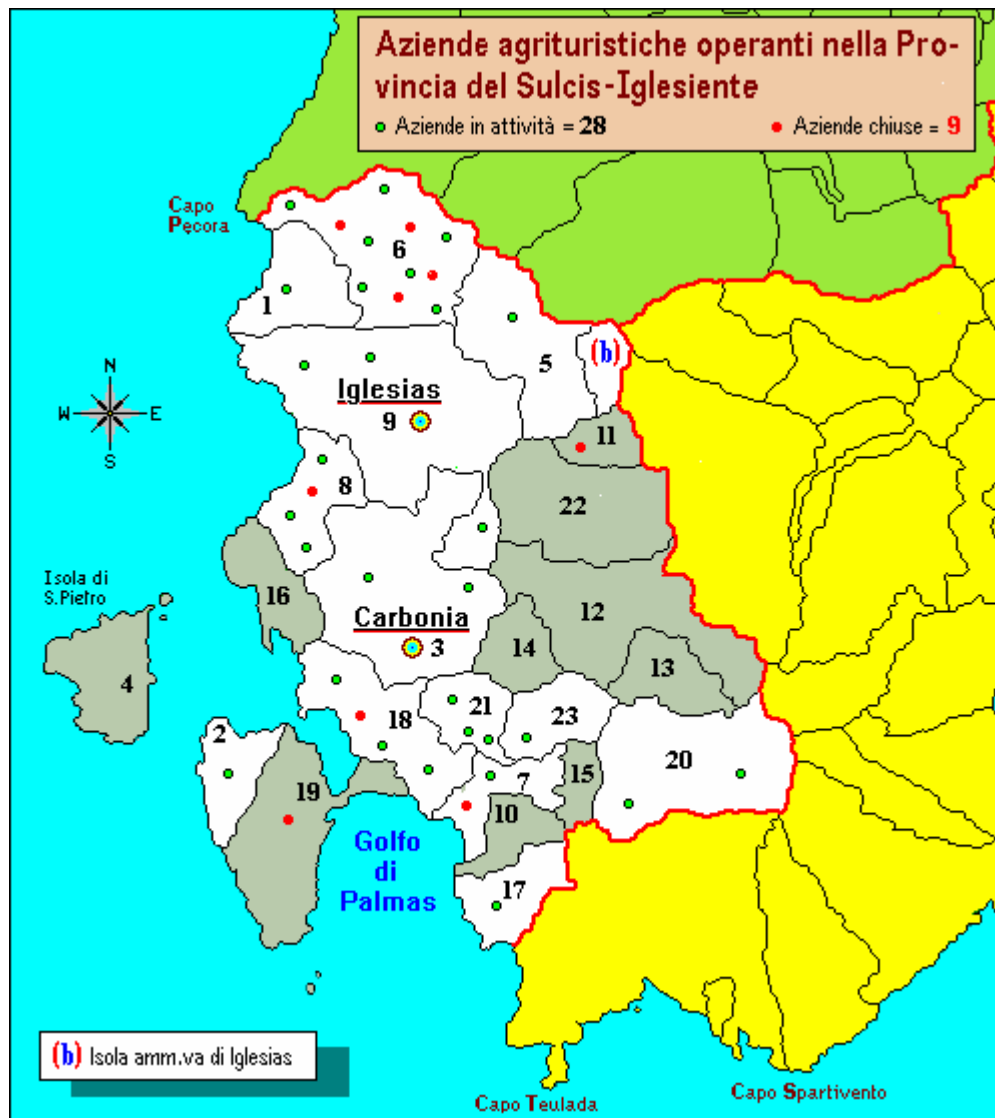 Aziende agrituristiche operanti nella Pro-
vincia del Sulcis-Iglesiente
Aziende in attività = 28
Aziende chiuse = 9
Capo
Pecora
6
1
5
(b)
N
W E
S
Iglesias
9
11
8
22
Isola di
S.Pietro
16
12
Carbonia
3
14
13
4
18
21
23
2
20
19
7
15
10
Golfo
di
Palmas
17
(b) Isola amm.va di Iglesias
Capo Teulada
Capo Spartivento